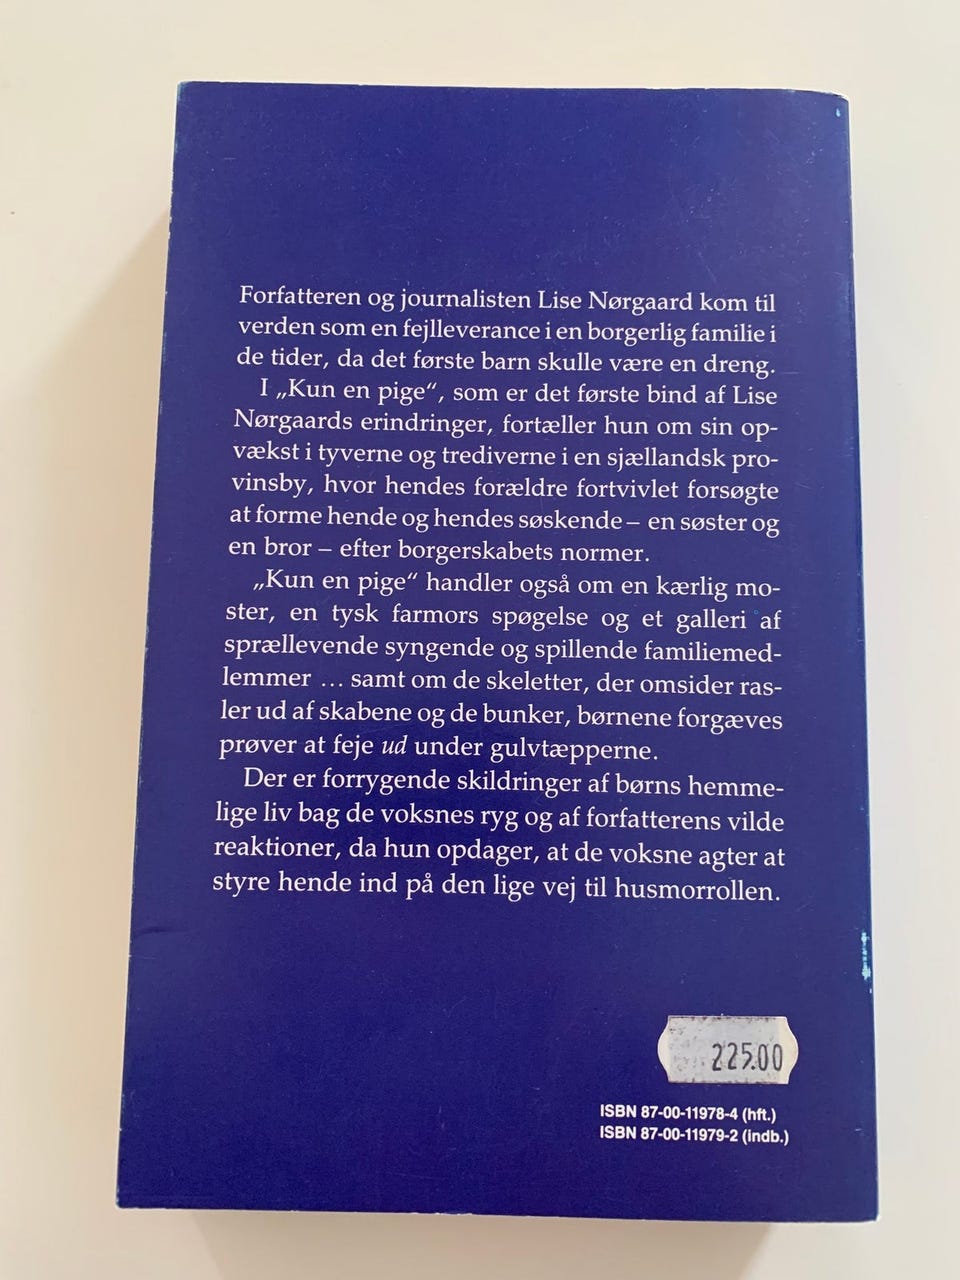 Forfatteren og journalisten Lise Nørgaard kom til
verden som en fejlleverance i en borgerlig familie i
de tider, da det første barn skulle være en dreng.
I „Kun en pige“, som er det første bind af Lise
Nørgaards erindringer, fortæller hun om sin op-
vækst i tyverne og trediverne i en sjællandsk pro-
vinsby, hvor hendes forældre fortvivlet forsøgte
at forme hende og hendes søskende – en søster og
en bror – efter borgerskabets normer.
„Kun en pige“ handler også om en kærlig mo-
ster, en tysk farmors spøgelse og et galleri af
sprællevende syngende og spillende familiemed-
lemmer ... samt om de skeletter, der omsider ras-
ler ud af skabene og de bunker, børnene forgæves
prøver at feje ud under gulvtæpperne.
Der er forrygende skildringer af børns hemme-
lige liv bag de voksnes ryg og af forfatterens vilde
reaktioner, da hun opdager, at de voksne agter at
styre hende ind på den lige vej til husmorrollen.
225.00
ISBN 87-00-11978-4 (hft.)
ISBN 87-00-11979-2 (indb.)